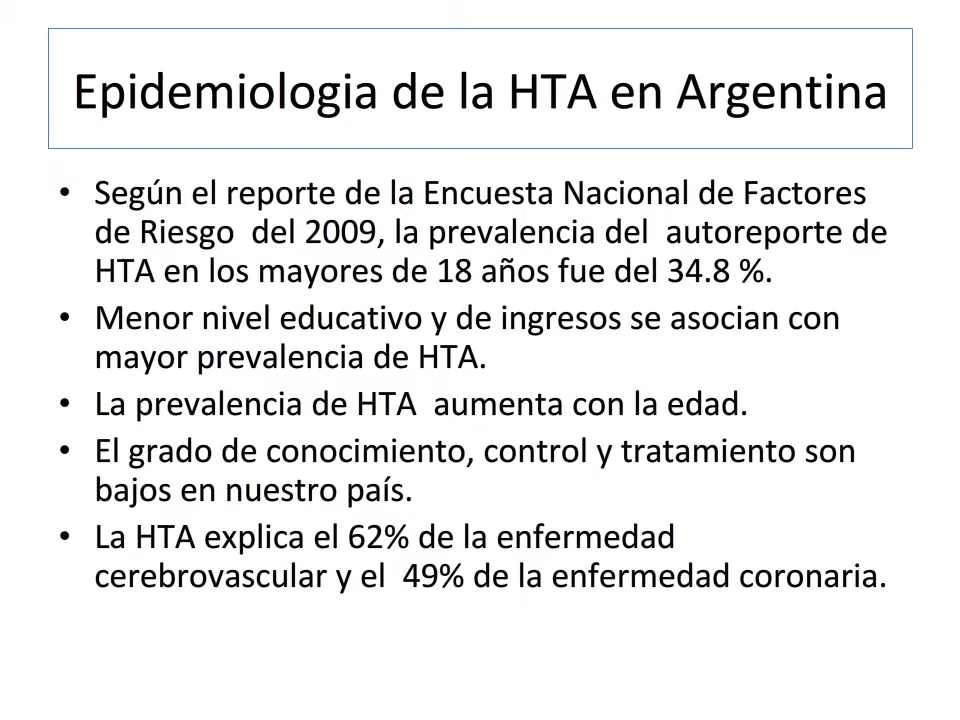 Epidemiologia de la HTA en Argentina
• Según el reporte de la Encuesta Nacional de Factores
de Riesgo  del 2009, la prevalencia del  autoreporte de
HTA en los mayores de 18 años fue del 34.8 %.
• Menor nivel educativo y de ingresos se asocian con
mayor prevalencia de HTA.
• La prevalencia de HTA  aumenta con la edad.
• El grado de conocimiento, control y tratamiento son
bajos en nuestro país.
• La HTA explica el 62% de la enfermedad
cerebrovascular y el  49% de la enfermedad coronaria.